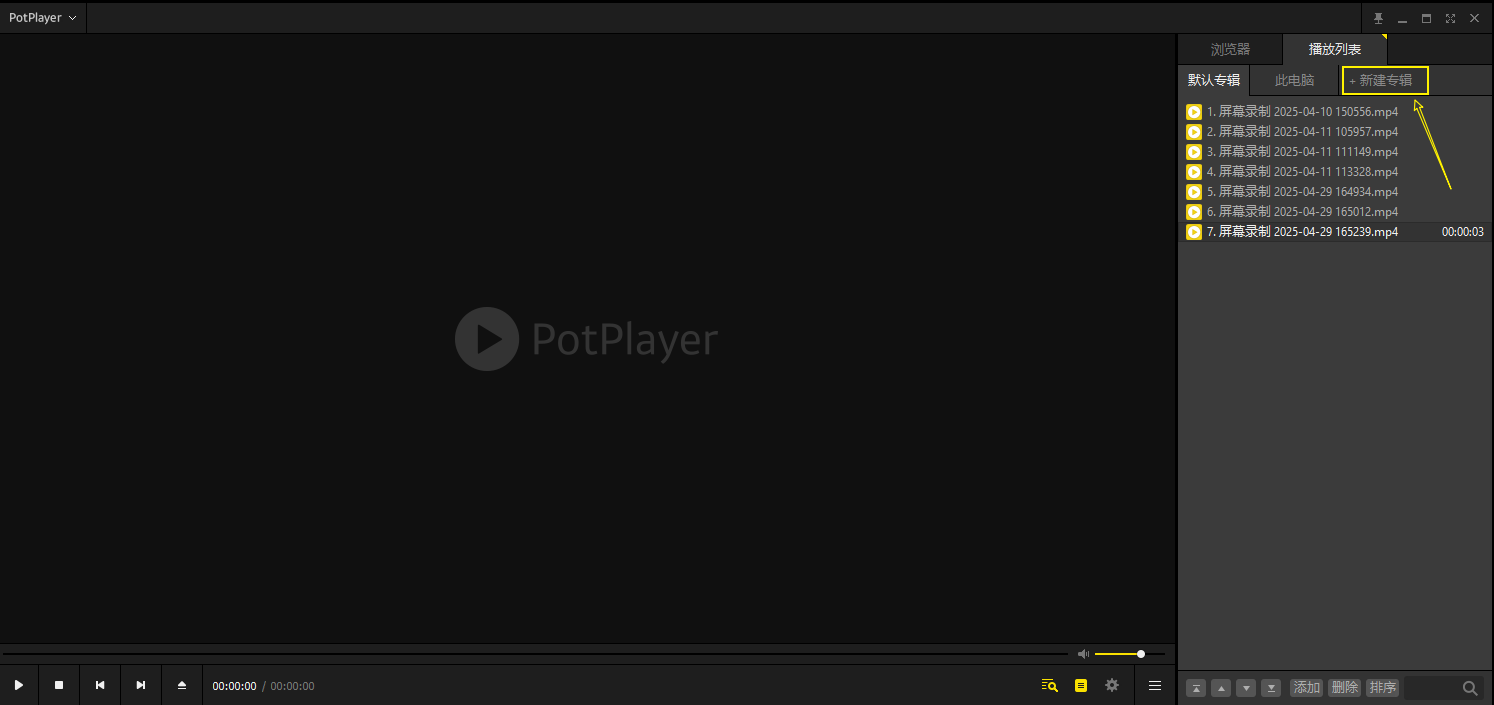 PotPlayer
浏览器
播放列表
默认专辑
此电脑
+ 新建专辑
1. 屏幕录制 2025-04-10 150556.mp4
2. 屏幕录制 2025-04-11 105957.mp4
3. 屏幕录制 2025-04-11 111149.mp4
4. 屏幕录制 2025-04-11 113328.mp4
5. 屏幕录制 2025-04-29 164934.mp4
6. 屏幕录制 2025-04-29 165012.mp4
7. 屏幕录制 2025-04-29 165239.mp4 00:00:03
PotPlayer
00:00:00 / 00:00:00
添加 删除 排序